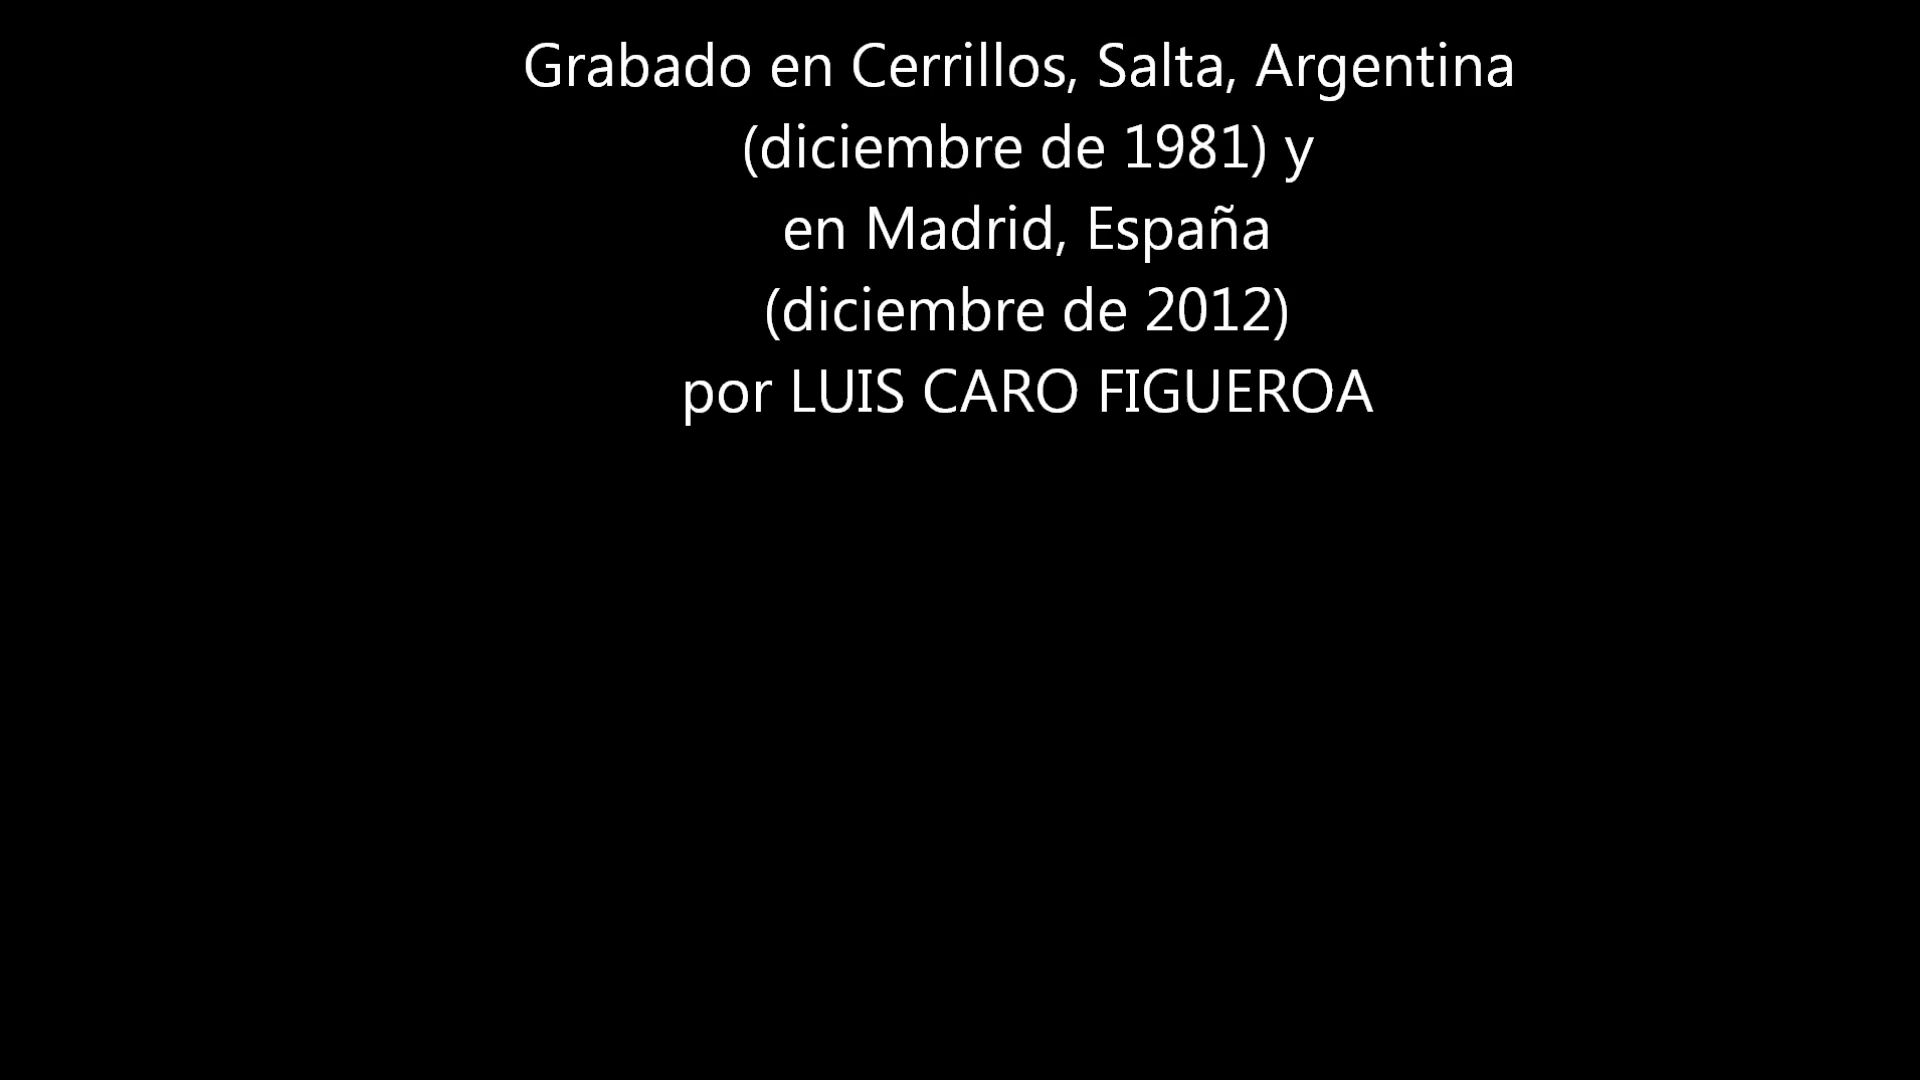 Grabado en Cerrillos, Salta, Argentina
(diciembre de 1981) y
en Madrid, España
(diciembre de 2012)
por LUIS CARO FIGUEROA